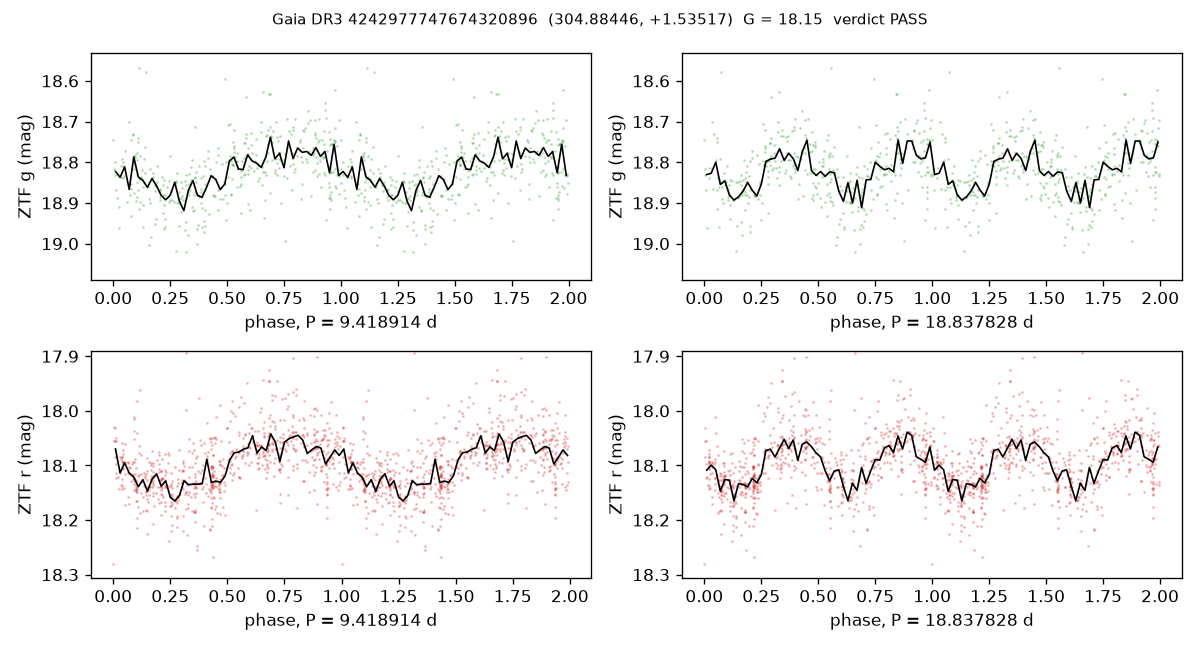 Gaia DR3 4242977747674320896  (304.88446, +1.53517)  G = 18.15  verdict PASS
ZTF g (mag)
18.6
18.7
18.8
18.9
19.0
0.00 0.25 0.50 0.75 1.00 1.25 1.50 1.75 2.00
phase, P = 9.418914 d
ZTF g (mag)
18.6
18.7
18.8
18.9
19.0
0.00 0.25 0.50 0.75 1.00 1.25 1.50 1.75 2.00
phase, P = 18.837828 d
ZTF r (mag)
17.9
18.0
18.1
18.2
18.3
0.00 0.25 0.50 0.75 1.00 1.25 1.50 1.75 2.00
phase, P = 9.418914 d
ZTF r (mag)
17.9
18.0
18.1
18.2
18.3
0.00 0.25 0.50 0.75 1.00 1.25 1.50 1.75 2.00
phase, P = 18.837828 d